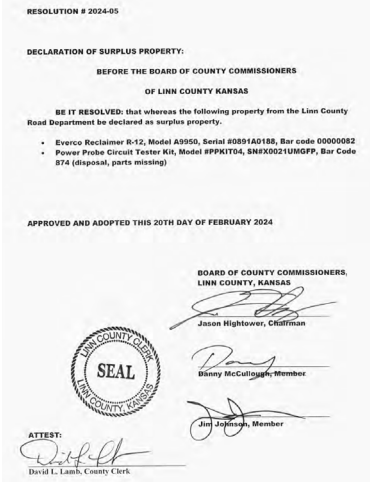 RESOLUTION # 2024-05
DECLARATION OF SURPLUS PROPERTY:
BEFORE THE BOARD OF COUNTY COMMISSIONERS
OF LINN COUNTY KANSAS
BE IT RESOLVED: that whereas the following property from the Linn County
Road Department be declared as surplus property.
• Everco Reclaimer R-12, Model A9950, Serial #0891A0188, Bar code 00000082
• Power Probe Circuit Tester Kit, Model #PPKIT04, SN#X0021UMGFP, Bar Code
874 (disposal, parts missing)
APPROVED AND ADOPTED THIS 20TH DAY OF FEBRUARY 2024
BOARD OF COUNTY COMMISSIONERS,
LINN COUNTY, KANSAS
Jason Hightower, Chairman
LINN COUNTY CLERK
SEAL
LINN COUNTY, KANSAS
Danny McCullough, Member
Jim Johnson, Member
ATTEST:
David L. Lamb, County Clerk